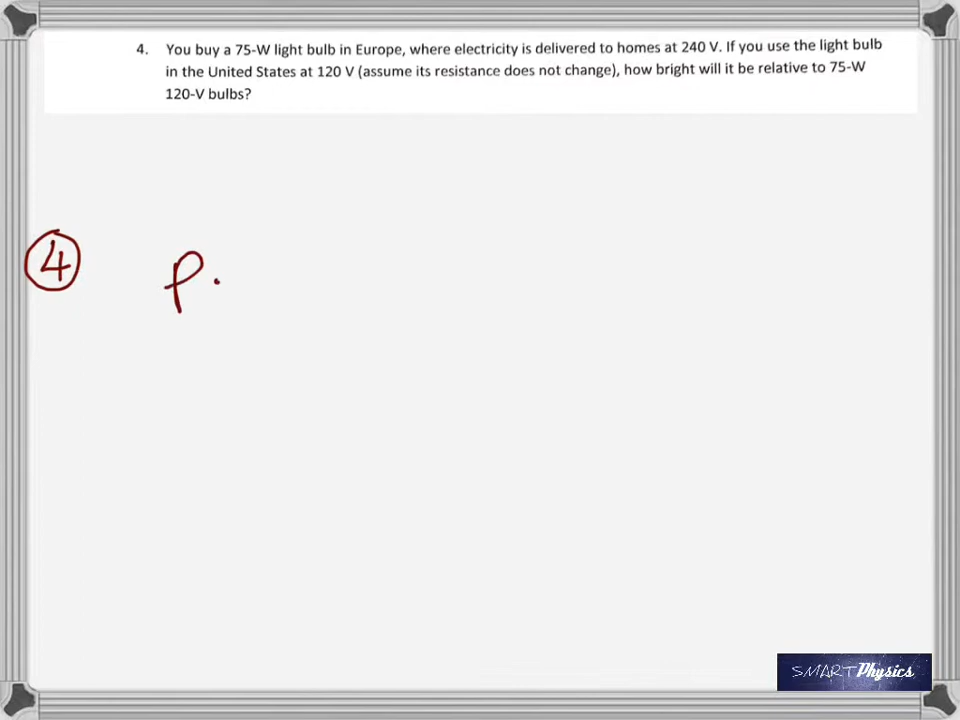 4. You buy a 75-W light bulb in Europe, where electricity is delivered to homes at 240 V. If you use the light bulb
in the United States at 120 V (assume its resistance does not change), how bright will it be relative to 75-W
120-V bulbs?
4 P.
SMARTPhysics